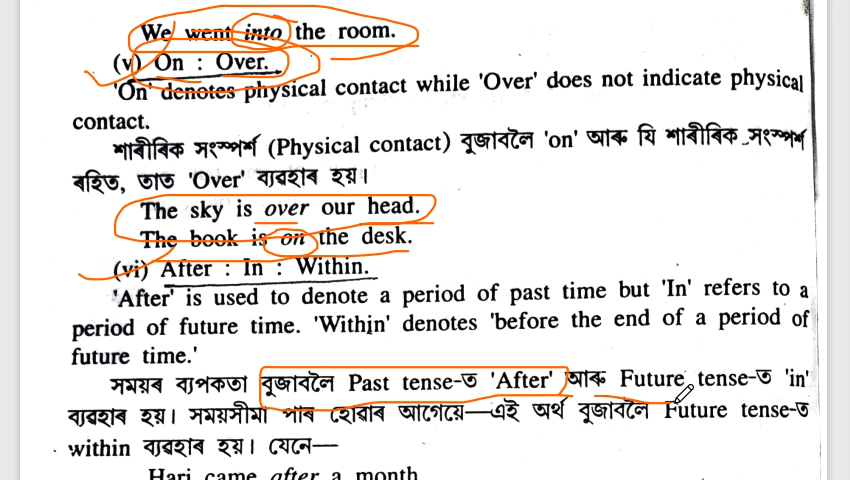 We went into the room.
(v) On : Over.
'On' denotes physical contact while 'Over' does not indicate physical
contact.
শাৰীৰিক সংস্পৰ্শ (Physical contact) বুজাবলৈ 'on' আৰু যি শাৰীৰিক সংস্পৰ্শ
ৰহিত, তাত 'Over' ব্যৱহাৰ হয়।
The sky is over our head.
The book is on the desk.
(vi) After : In : Within.
'After' is used to denote a period of past time but 'In' refers to a
period of future time. 'Within' denotes 'before the end of a period of
future time.'
সময়ৰ ব্যপকতা বুজাবলৈ Past tense-ত 'After' আৰু Future tense-ত 'in'
ব্যৱহাৰ হয়। সময়সীমা পাৰ হোৱাৰ আগেয়ে—এই অৰ্থ বুজাবলৈ Future tense-ত
within ব্যৱহাৰ হয়। যেনে—
Hari came after a month